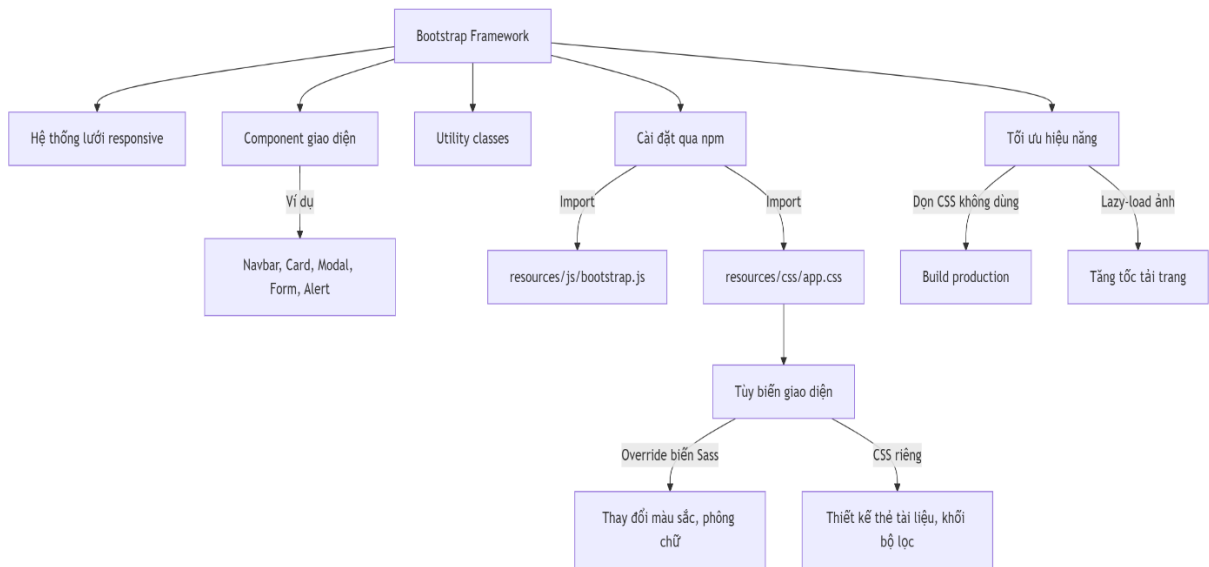 Bootstrap Framework
Hệ thống lưới responsive
Component giao diện
Utility classes
Cài đặt qua npm
Tối ưu hiệu năng
Ví dụ
Import
Import
Dọn CSS không dùng
Lazy-load ảnh
Navbar, Card, Modal,
Form, Alert
resources/js/bootstrap.js
resources/css/app.css
Build production
Tăng tốc tải trang
Tùy biến giao diện
Override biến Sass
CSS riêng
Thay đổi màu sắc, phông
chữ
Thiết kế thẻ tài liệu, khối
bộ lọc